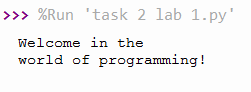 >>> %Run 'task 2 lab 1.py'
Welcome in the
world of programming!